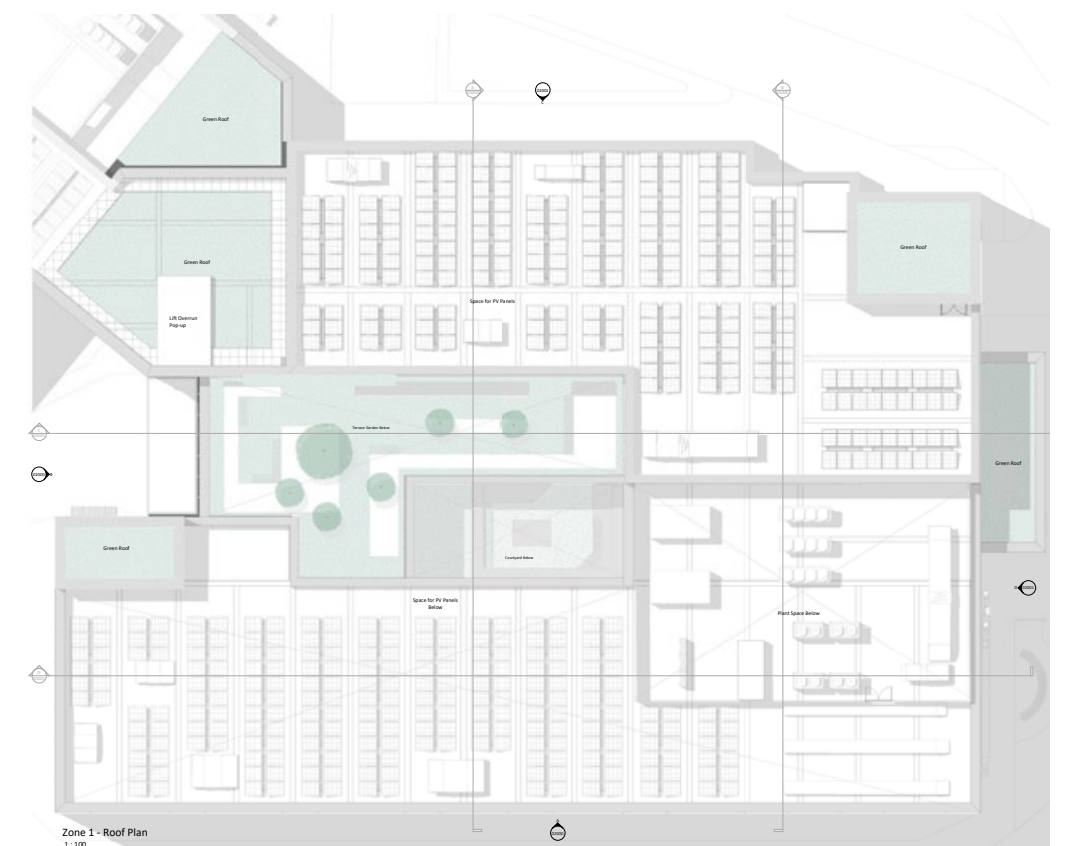 Green Roof
Green Roof
Green Roof
Space for PV Panels
Lift Overrun
Pop-up
Terrace Garden Below
Green Roof
Green Roof
Courtyard Below
Space for PV Panels
Below
Plant Space Below
Zone 1 - Roof Plan
1 : 100